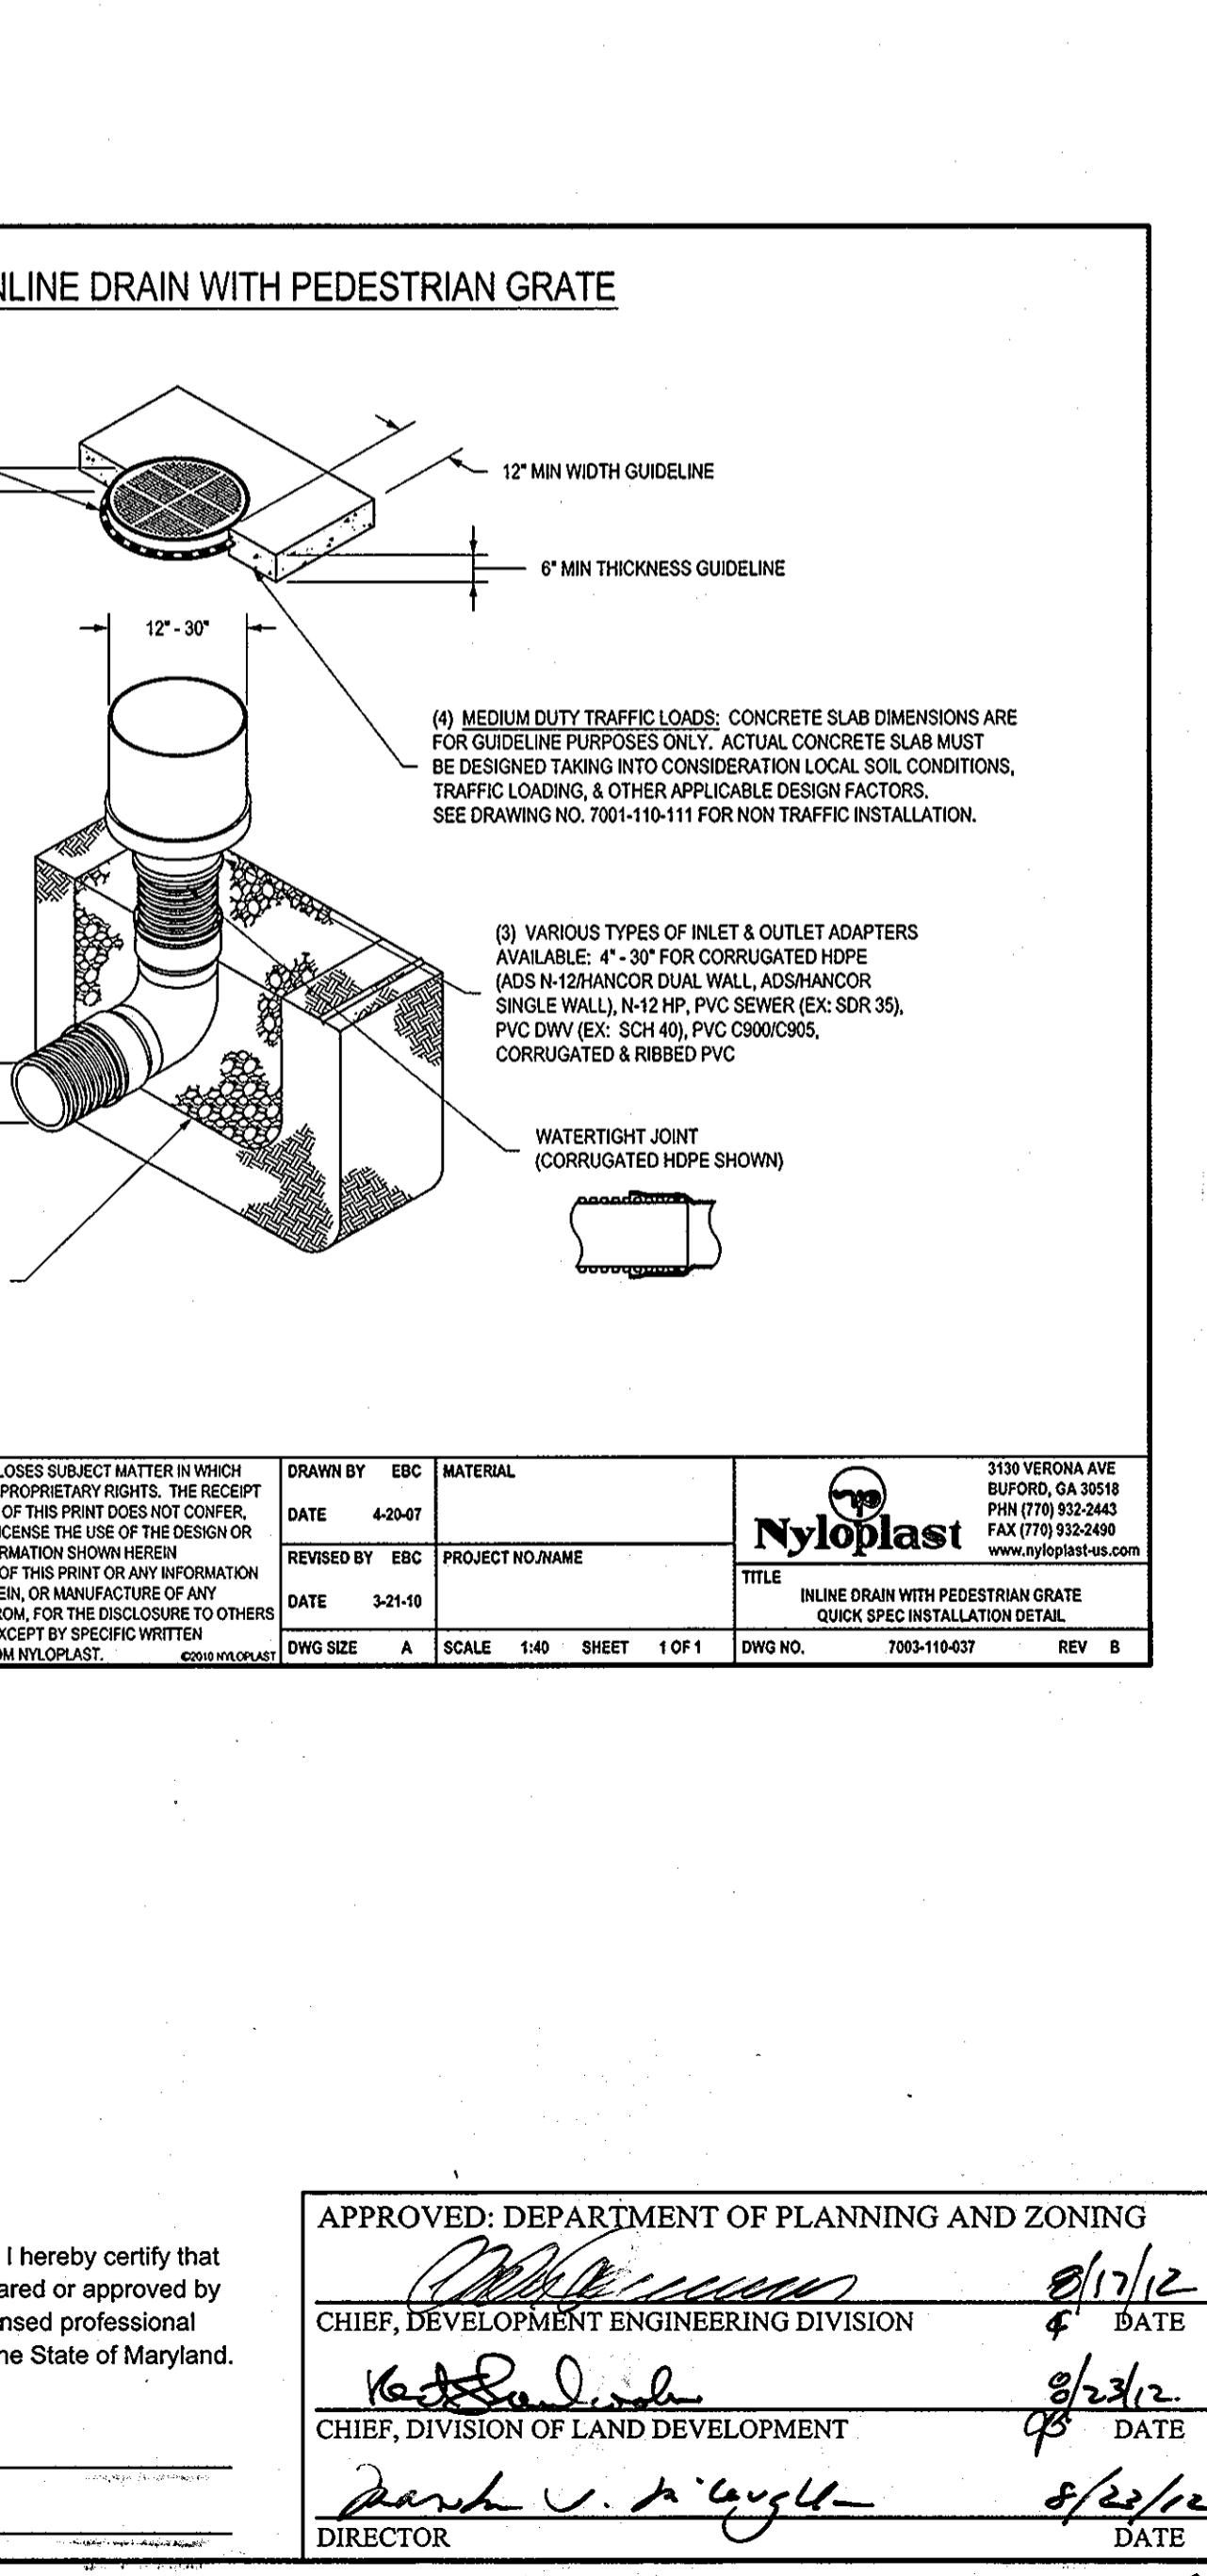 NLINE DRAIN WITH PEDESTRIAN GRATE
12" MIN WIDTH GUIDELINE
6" MIN THICKNESS GUIDELINE
12" - 30"
(4) MEDIUM DUTY TRAFFIC LOADS: CONCRETE SLAB DIMENSIONS ARE
FOR GUIDELINE PURPOSES ONLY. ACTUAL CONCRETE SLAB MUST
BE DESIGNED TAKING INTO CONSIDERATION LOCAL SOIL CONDITIONS,
TRAFFIC LOADING, & OTHER APPLICABLE DESIGN FACTORS.
SEE DRAWING NO. 7001-110-111 FOR NON TRAFFIC INSTALLATION.
(3) VARIOUS TYPES OF INLET & OUTLET ADAPTERS
AVAILABLE: 4" - 30" FOR CORRUGATED HDPE
(ADS N-12/HANCOR DUAL WALL, ADS/HANCOR
SINGLE WALL), N-12 HP, PVC SEWER (EX: SDR 35),
PVC DWV (EX: SCH 40), PVC C900/C905,
CORRUGATED & RIBBED PVC
WATERTIGHT JOINT
(CORRUGATED HDPE SHOWN)
LOSES SUBJECT MATTER IN WHICH
PROPRIETARY RIGHTS. THE RECEIPT
OF THIS PRINT DOES NOT CONFER,
ICENSE THE USE OF THE DESIGN OR
RMATION SHOWN HEREIN
OF THIS PRINT OR ANY INFORMATION
EIN, OR MANUFACTURE OF ANY
ROM, FOR THE DISCLOSURE TO OTHERS
XCEPT BY SPECIFIC WRITTEN
OM NYLOPLAST. ©2010 NYLOPLAST
DRAWN BY EBC
DATE 4-20-07
REVISED BY EBC
DATE 3-21-10
DWG SIZE A
MATERIAL
PROJECT NO./NAME
SCALE 1:40 SHEET 1 OF 1
Nyloplast
3130 VERONA AVE
BUFORD, GA 30518
PHN (770) 932-2443
FAX (770) 932-2490
www.nyloplast-us.com
TITLE
INLINE DRAIN WITH PEDESTRIAN GRATE
QUICK SPEC INSTALLATION DETAIL
DWG NO. 7003-110-037 REV B
I hereby certify that
ared or approved by
nsed professional
he State of Maryland.
APPROVED: DEPARTMENT OF PLANNING AND ZONING
8/17/12
CHIEF, DEVELOPMENT ENGINEERING DIVISION DATE
8/23/12
CHIEF, DIVISION OF LAND DEVELOPMENT DATE
8/23/12
DIRECTOR DATE